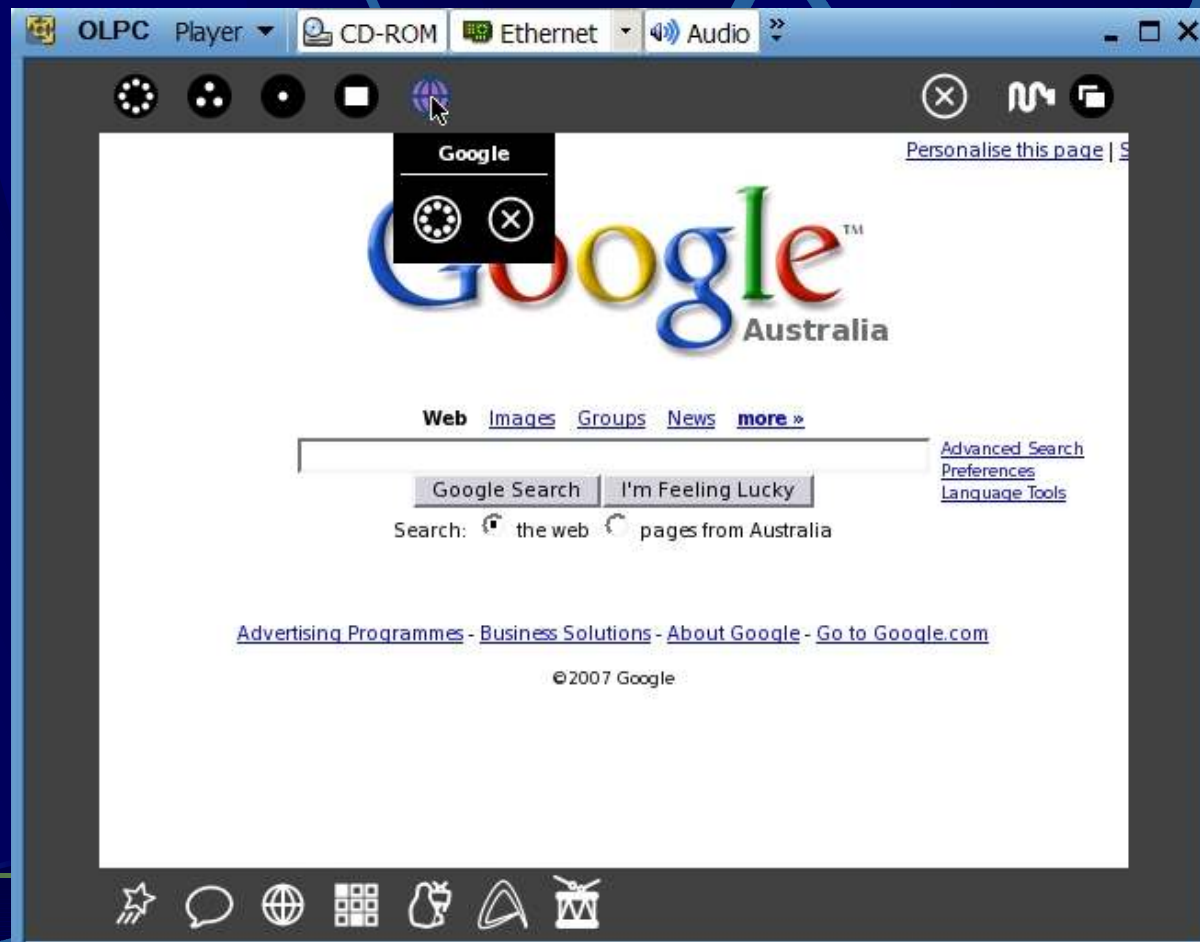 OLPC Player CD-ROM Ethernet Audio
Google
Personalise this page | S
Google™
Australia
Web Images Groups News more »
Advanced Search
Preferences
Language Tools
Google Search I'm Feeling Lucky
Search: the web pages from Australia
Advertising Programmes - Business Solutions - About Google - Go to Google.com
©2007 Google